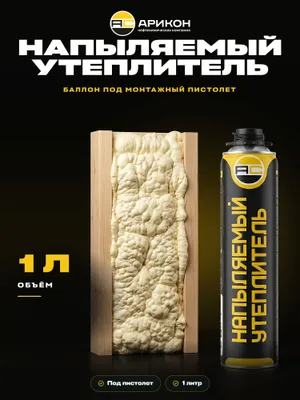 АРИКОН
НАПЫЛЯЕМЫЙ
УТЕПЛИТЕЛЬ
БАЛЛОН ПОД МОНТАЖНЫЙ ПИСТОЛЕТ
1 Л
ОБЪЁМ
НАПЫЛЯЕМЫЙ
УТЕПЛИТЕЛЬ
Под пистолет
1 литр